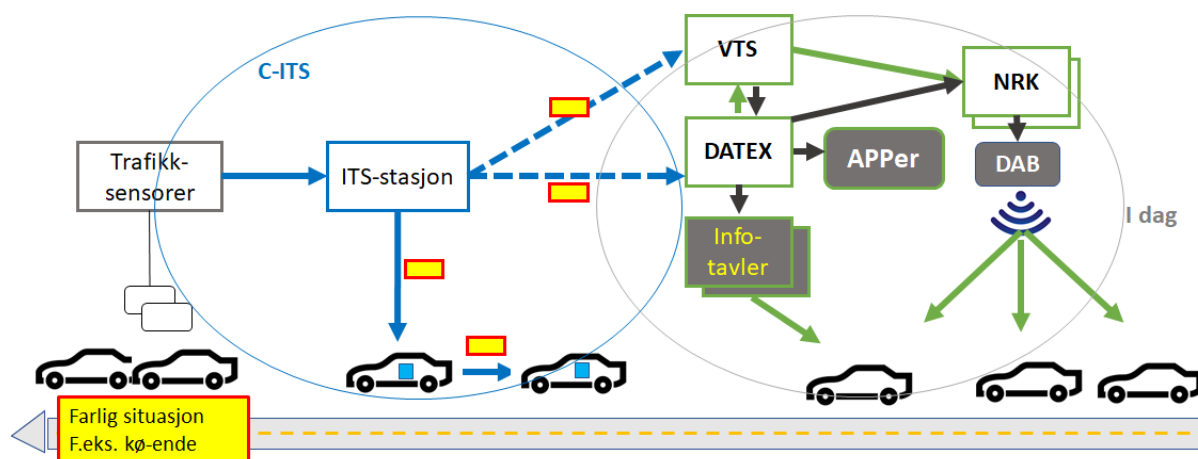 C-ITS
VTS
NRK
Trafikk-
sensorer
ITS-stasjon
DATEX
APPer
DAB
Info-
tavler
I dag
Farlig situasjon
F.eks. kø-ende